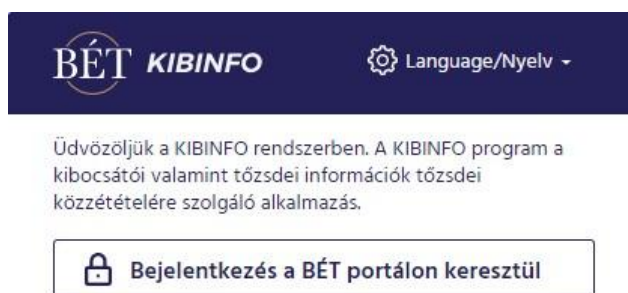 BÉT KIBINFO Language/Nyelv
Üdvözöljük a KIBINFO rendszerben. A KIBINFO program a
kibocsátói valamint tőzsdei információk tőzsdei
közzétételére szolgáló alkalmazás.
Bejelentkezés a BÉT portálon keresztül